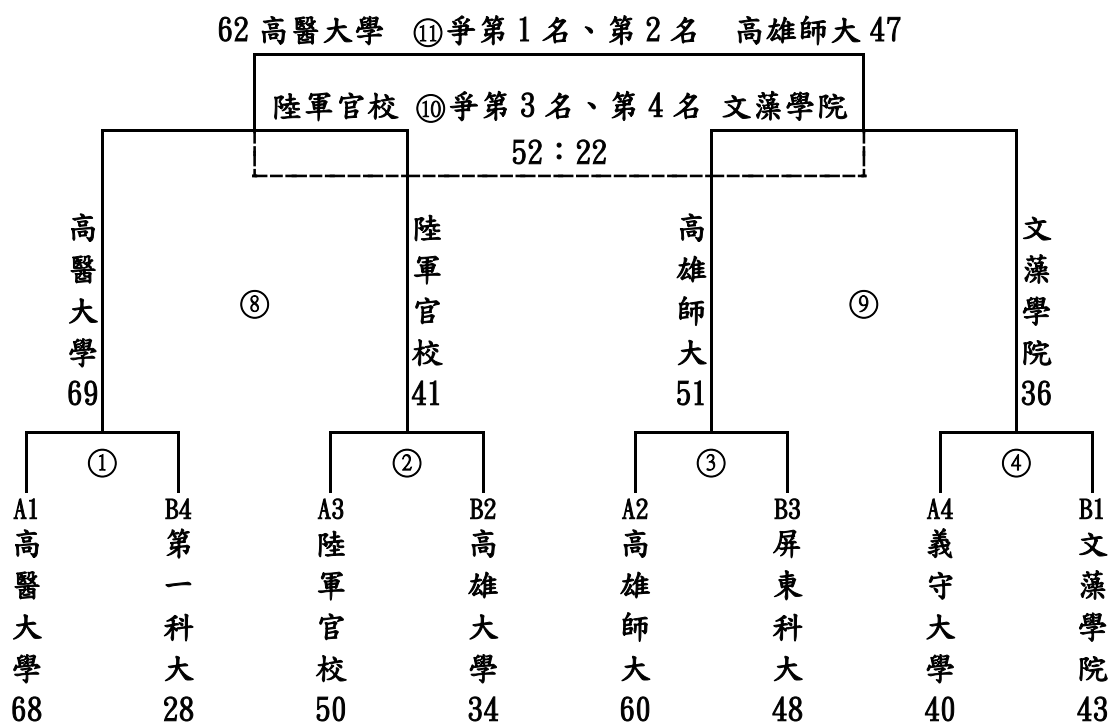 62 高醫大學 ⑪爭第 1 名、第 2 名 高雄師大 47
陸軍官校 ⑩爭第 3 名、第 4 名 文藻學院
52：22
高醫大學
69
陸軍官校
41
高雄師大
51
文藻學院
36
⑧
⑨
①
②
③
④
A1
高醫大學
68
B4
第一科大
28
A3
陸軍官校
50
B2
高雄大學
34
A2
高雄師大
60
B3
屏東科大
48
A4
義守大學
40
B1
文藻學院
43